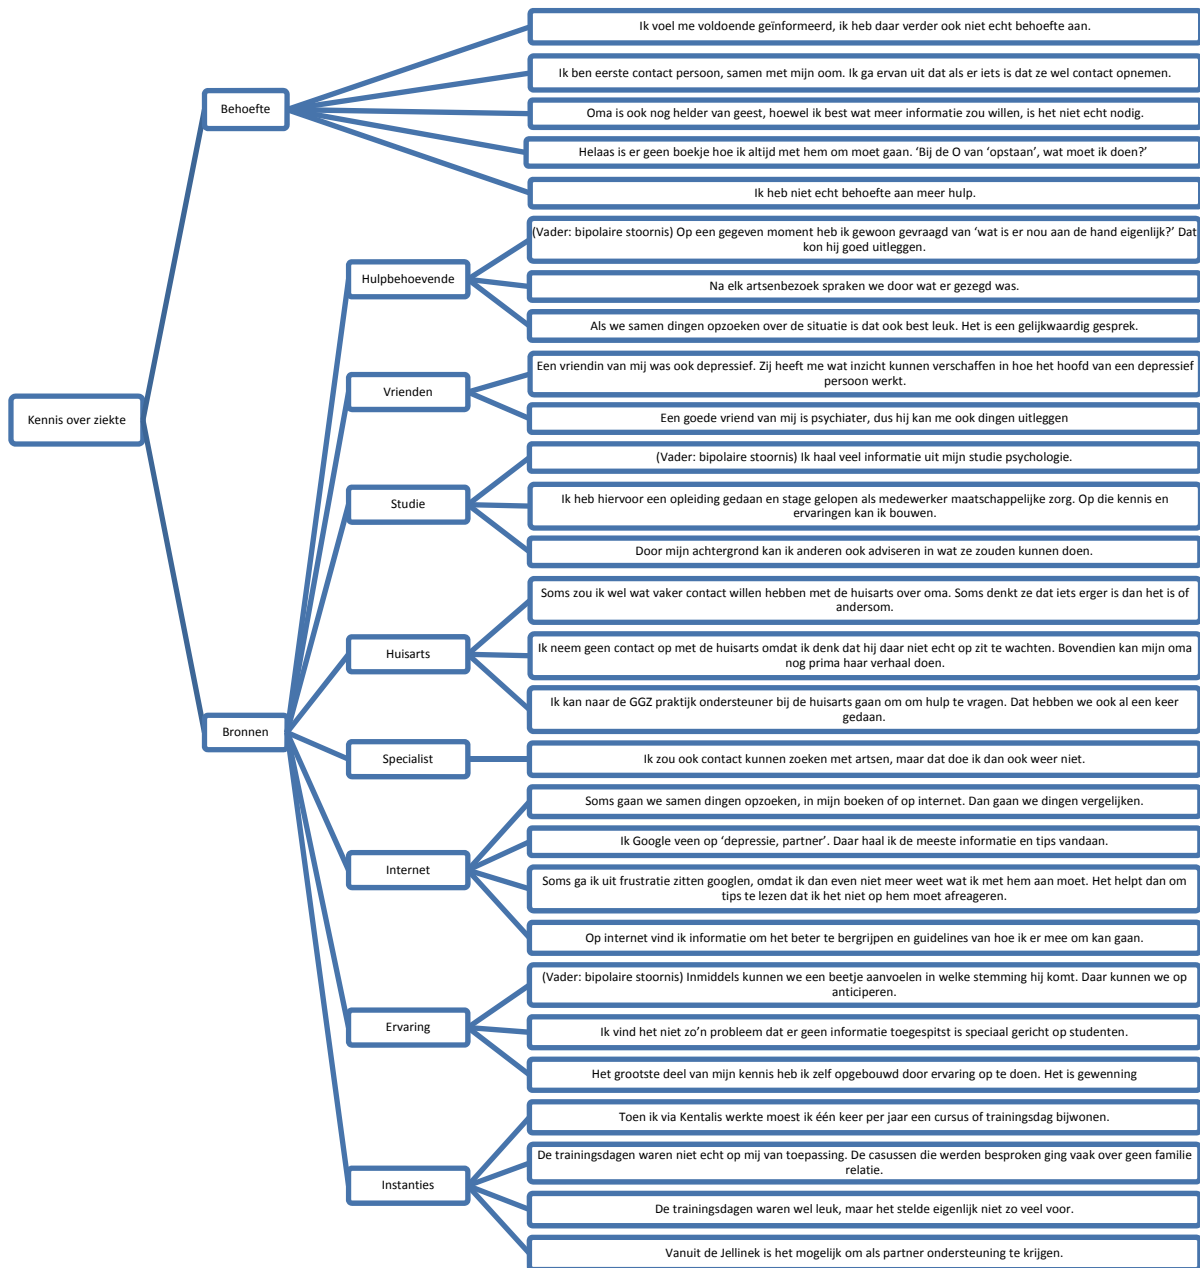 Kennis over ziekte
Behoefte
Ik voel me voldoende geïnformeerd, ik heb daar verder ook niet echt behoefte aan.
Ik ben eerste contact persoon, samen met mijn oom. Ik ga ervan uit dat als er iets is dat ze wel contact opnemen.
Oma is ook nog helder van geest, hoewel ik best wat meer informatie zou willen, is het niet echt nodig.
Helaas is er geen boekje hoe ik altijd met hem om moet gaan. ‘Bij de O van ‘opstaan’, wat moet ik doen?’
Ik heb niet echt behoefte aan meer hulp.
Bronnen
Hulpbehoevende
(Vader: bipolaire stoornis) Op een gegeven moment heb ik gewoon gevraagd van ‘wat is er nou aan de hand eigenlijk?’ Dat
kon hij goed uitleggen.
Na elk artsenbezoek spraken we door wat er gezegd was.
Als we samen dingen opzoeken over de situatie is dat ook best leuk. Het is een gelijkwaardig gesprek.
Vrienden
Een vriendin van mij was ook depressief. Zij heeft me wat inzicht kunnen verschaffen in hoe het hoofd van een depressief
persoon werkt.
Een goede vriend van mij is psychiater, dus hij kan me ook dingen uitleggen
Studie
(Vader: bipolaire stoornis) Ik haal veel informatie uit mijn studie psychologie.
Ik heb hiervoor een opleiding gedaan en stage gelopen als medewerker maatschappelijke zorg. Op die kennis en
ervaringen kan ik bouwen.
Door mijn achtergrond kan ik anderen ook adviseren in wat ze zouden kunnen doen.
Huisarts
Soms zou ik wel wat vaker contact willen hebben met de huisarts over oma. Soms denkt ze dat iets erger is dan het is of
andersom.
Ik neem geen contact op met de huisarts omdat ik denk dat hij daar niet echt op zit te wachten. Bovendien kan mijn oma
nog prima haar verhaal doen.
Ik kan naar de GGZ praktijk ondersteuner bij de huisarts gaan om om hulp te vragen. Dat hebben we ook al een keer
gedaan.
Specialist
Ik zou ook contact kunnen zoeken met artsen, maar dat doe ik dan ook weer niet.
Internet
Soms gaan we samen dingen opzoeken, in mijn boeken of op internet. Dan gaan we dingen vergelijken.
Ik Google veen op ‘depressie, partner’. Daar haal ik de meeste informatie en tips vandaan.
Soms ga ik uit frustratie zitten googlen, omdat ik dan even niet meer weet wat ik met hem aan moet. Het helpt dan om
tips te lezen dat ik het niet op hem moet afreageren.
Op internet vind ik informatie om het beter te bergrijpen en guidelines van hoe ik er mee om kan gaan.
Ervaring
(Vader: bipolaire stoornis) Inmiddels kunnen we een beetje aanvoelen in welke stemming hij komt. Daar kunnen we op
anticiperen.
Ik vind het niet zo’n probleem dat er geen informatie toegespitst is speciaal gericht op studenten.
Het grootste deel van mijn kennis heb ik zelf opgebouwd door ervaring op te doen. Het is gewenning
Instanties
Toen ik via Kentalis werkte moest ik één keer per jaar een cursus of trainingsdag bijwonen.
De trainingsdagen waren niet echt op mij van toepassing. De casussen die werden besproken ging vaak over geen familie
relatie.
De trainingsdagen waren wel leuk, maar het stelde eigenlijk niet zo veel voor.
Vanuit de Jellinek is het mogelijk om als partner ondersteuning te krijgen.